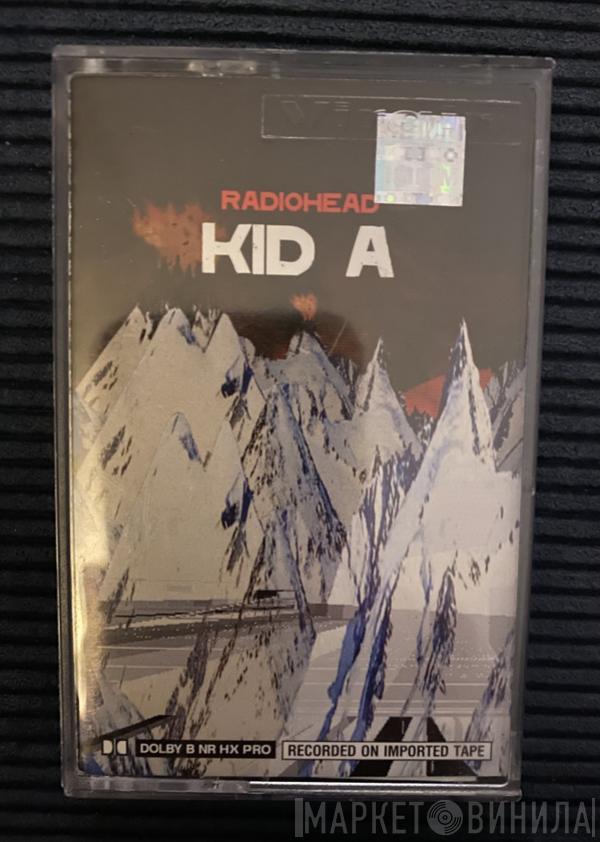 RADIOHEAD
KID A
DOLBY B NR HX PRO
RECORDED ON IMPORTED TAPE
МАРКЕТ ВИНИЛА